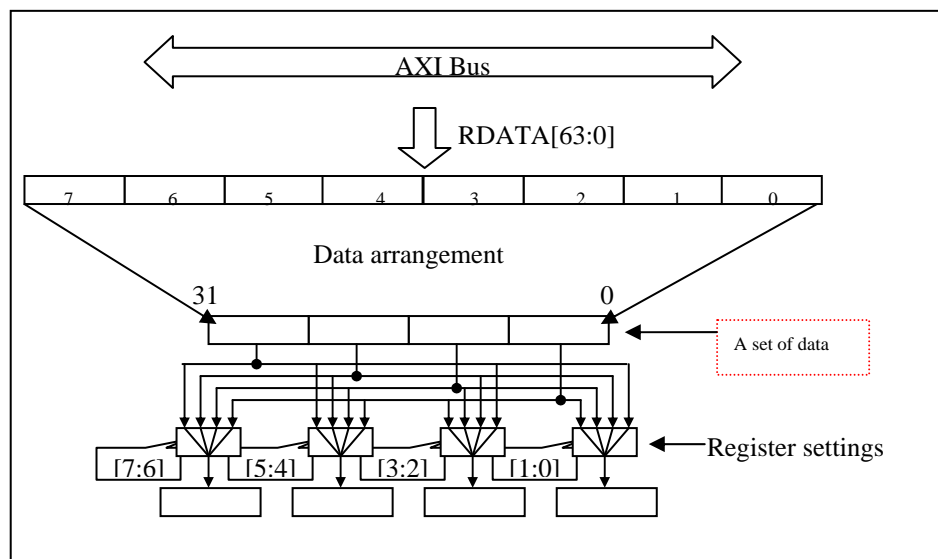 AXI Bus
RDATA[63:0]
7 6 5 4 3 2 1 0
Data arrangement
31 0
A set of data
Register settings
[7:6] [5:4] [3:2] [1:0]